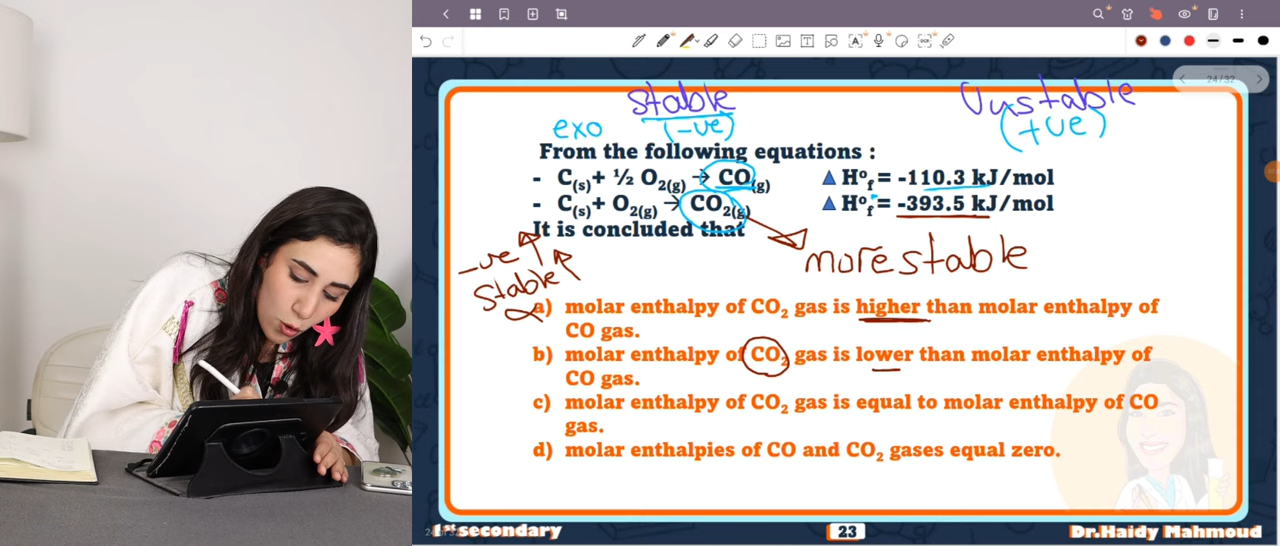 24/32
stable
Unstable
exo
(-ve)
(+ve)
From the following equations :
- C(s)+ ½ O2(g) → CO(g) ▲ H°f = -110.3 kJ/mol
- C(s)+ O2(g) → CO2(g) ▲ H°f = -393.5 kJ/mol
It is concluded that
-ve
stable
more stable
a) molar enthalpy of CO2 gas is higher than molar enthalpy of
CO gas.
b) molar enthalpy of CO2 gas is lower than molar enthalpy of
CO gas.
c) molar enthalpy of CO2 gas is equal to molar enthalpy of CO
gas.
d) molar enthalpies of CO and CO2 gases equal zero.
1st secondary
23
Dr.Haidy Mahmoud